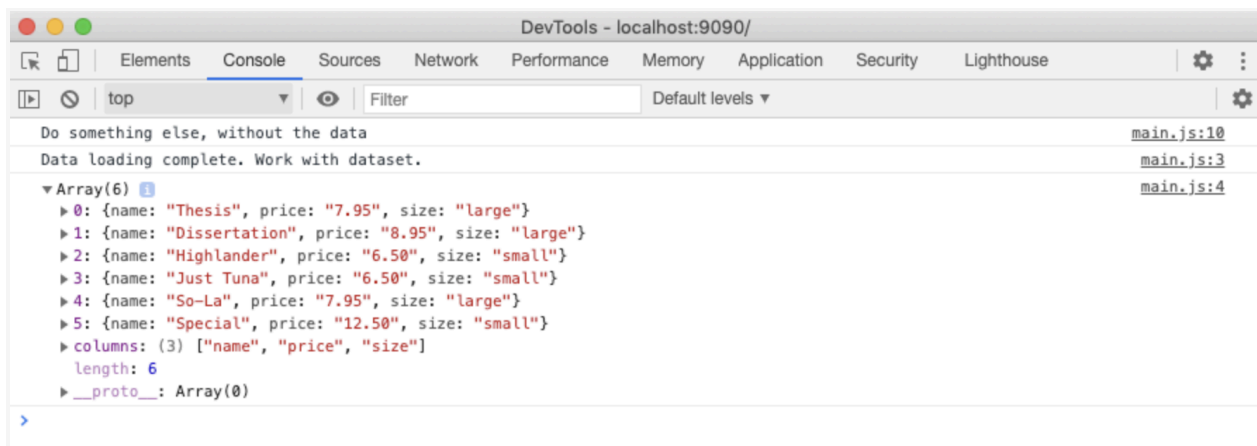 DevTools - localhost:9090/
Elements Console Sources Network Performance Memory Application Security Lighthouse
top ▼ Filter Default levels ▼
Do something else, without the data main.js:10
Data loading complete. Work with dataset. main.js:3
▼Array(6) i main.js:4
▶0: {name: "Thesis", price: "7.95", size: "large"}
▶1: {name: "Dissertation", price: "8.95", size: "large"}
▶2: {name: "Highlander", price: "6.50", size: "small"}
▶3: {name: "Just Tuna", price: "6.50", size: "small"}
▶4: {name: "So-La", price: "7.95", size: "large"}
▶5: {name: "Special", price: "12.50", size: "small"}
▶columns: (3) ["name", "price", "size"]
length: 6
▶__proto__: Array(0)
>